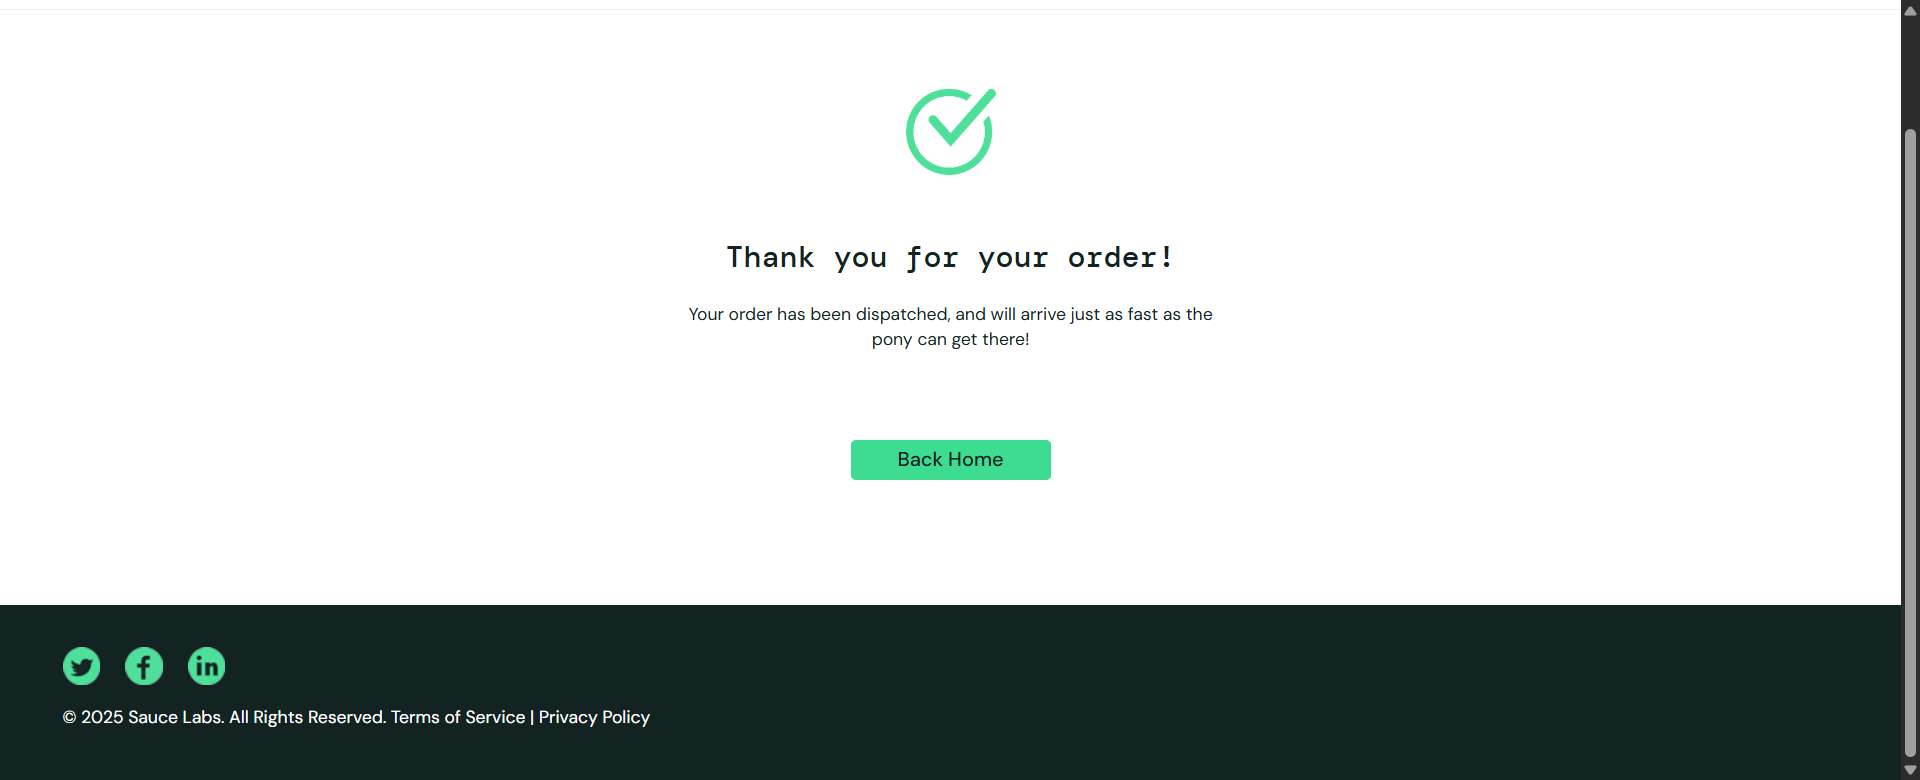 Thank you for your order!
Your order has been dispatched, and will arrive just as fast as the
pony can get there!
Back Home
© 2025 Sauce Labs. All Rights Reserved. Terms of Service | Privacy Policy